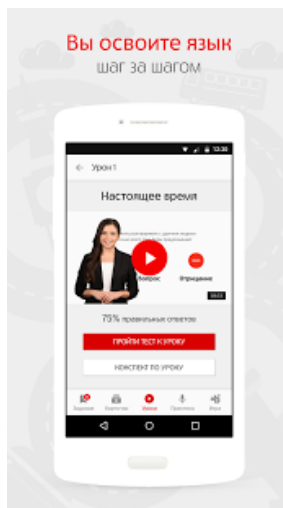 Вы освоите язык
шаг за шагом
12:30
← Урок 1
Настоящее время
Вопрос
Отрицание
75% правильных ответов
ПРОЙТИ ТЕСТ К УРОКУ
КОНСПЕКТ ПО УРОКУ
Уроки